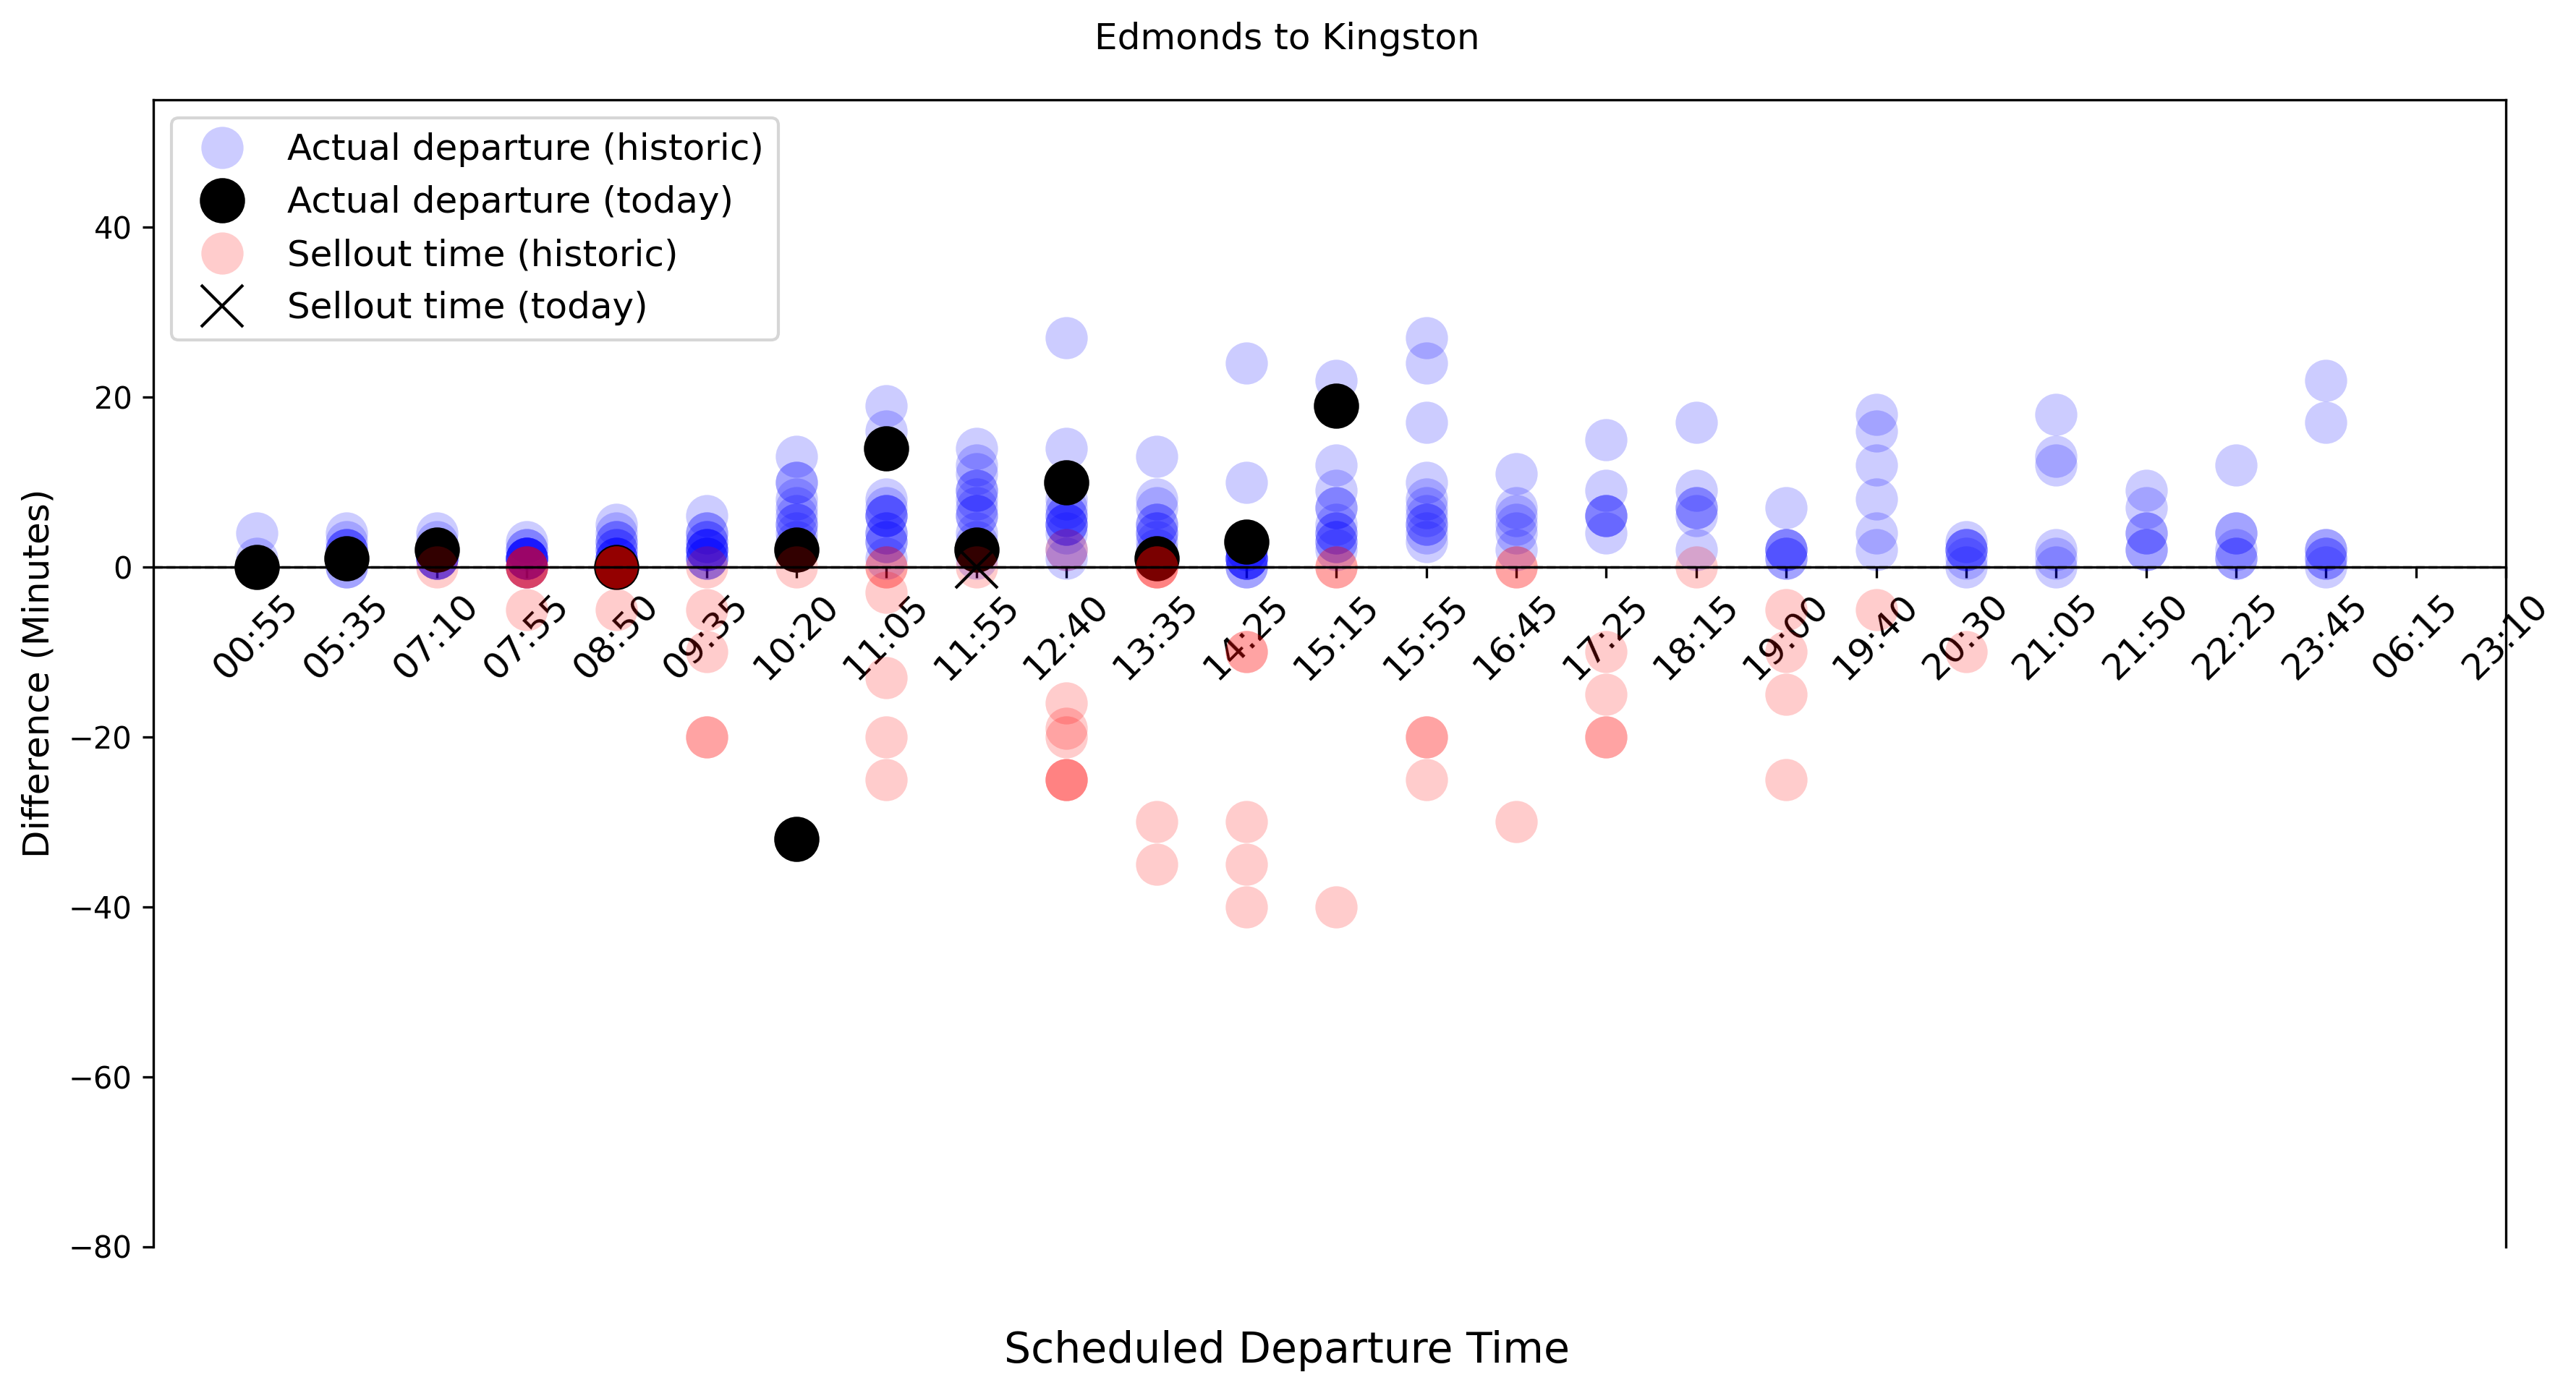 Edmonds to Kingston
Actual departure (historic)
Actual departure (today)
Sellout time (historic)
Sellout time (today)
Difference (Minutes)
40
20
0
−20
−40
−60
−80
00:55 05:35 07:10 07:55 08:50 09:35 10:20 11:05 11:55 12:40 13:35 14:25 15:15 15:55 16:45 17:25 18:15 19:00 19:40 20:30 21:05 21:50 22:25 23:45 06:15 23:10
Scheduled Departure Time